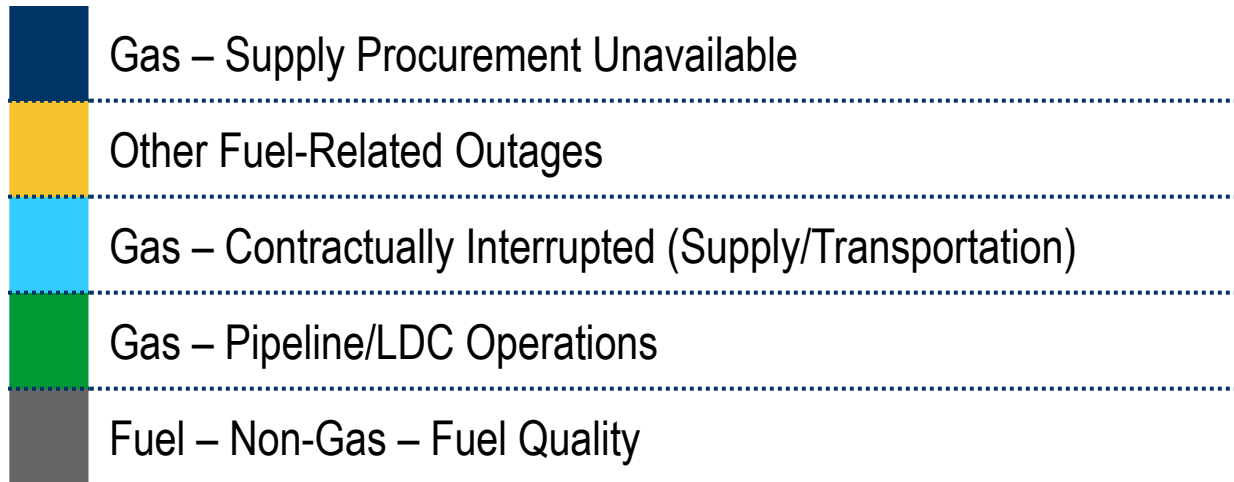 Gas – Supply Procurement Unavailable
Other Fuel-Related Outages
Gas – Contractually Interrupted (Supply/Transportation)
Gas – Pipeline/LDC Operations
Fuel – Non-Gas – Fuel Quality